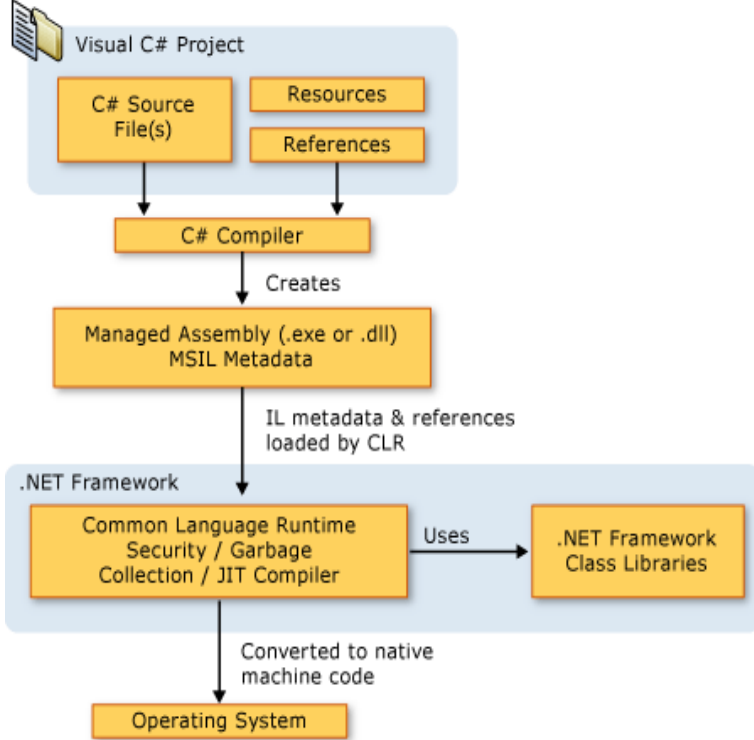 Visual C# Project
C# Source
File(s)
Resources
References
C# Compiler
Creates
Managed Assembly (.exe or .dll)
MSIL Metadata
IL metadata & references
loaded by CLR
.NET Framework
Common Language Runtime
Security / Garbage
Collection / JIT Compiler
Uses
.NET Framework
Class Libraries
Converted to native
machine code
Operating System